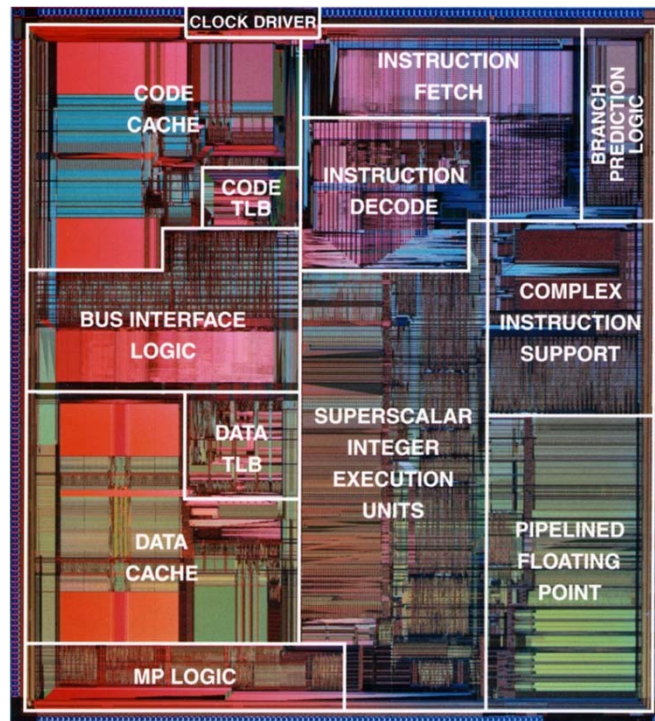 CLOCK DRIVER
CODE
CACHE
INSTRUCTION
FETCH
BRANCH
PREDICTION
LOGIC
CODE
TLB
INSTRUCTION
DECODE
BUS INTERFACE
LOGIC
COMPLEX
INSTRUCTION
SUPPORT
DATA
TLB
SUPERSCALAR
INTEGER
EXECUTION
UNITS
DATA
CACHE
PIPELINED
FLOATING
POINT
MP LOGIC